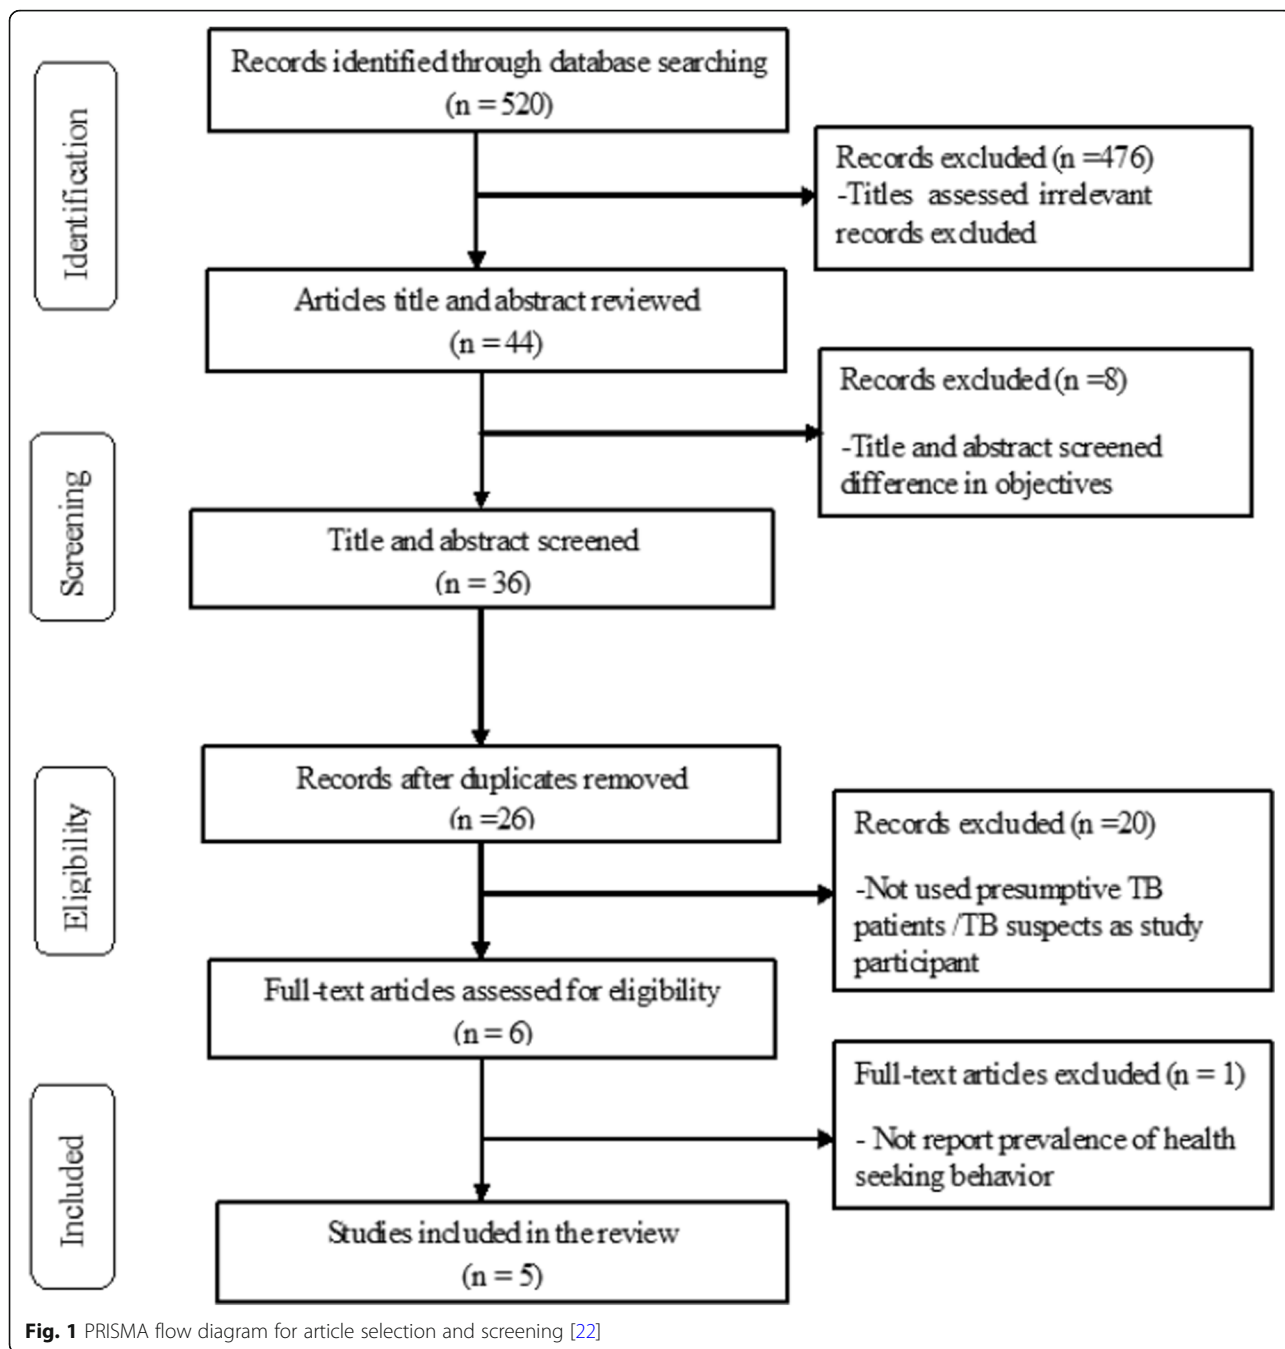 Identification
Records identified through database searching
(n = 520)
Records excluded (n =476)
-Titles assessed irrelevant
records excluded
Articles title and abstract reviewed
(n = 44)
Records excluded (n =8)
-Title and abstract screened
difference in objectives
Screening
Title and abstract screened
(n = 36)
Eligibility
Records after duplicates removed
(n =26)
Records excluded (n =20)
-Not used presumptive TB
patients /TB suspects as study
participant
Full-text articles assessed for eligibility
(n = 6)
Full-text articles excluded (n = 1)
- Not report prevalence of health
seeking behavior
Included
Studies included in the review
(n = 5)
Fig. 1 PRISMA flow diagram for article selection and screening [22]